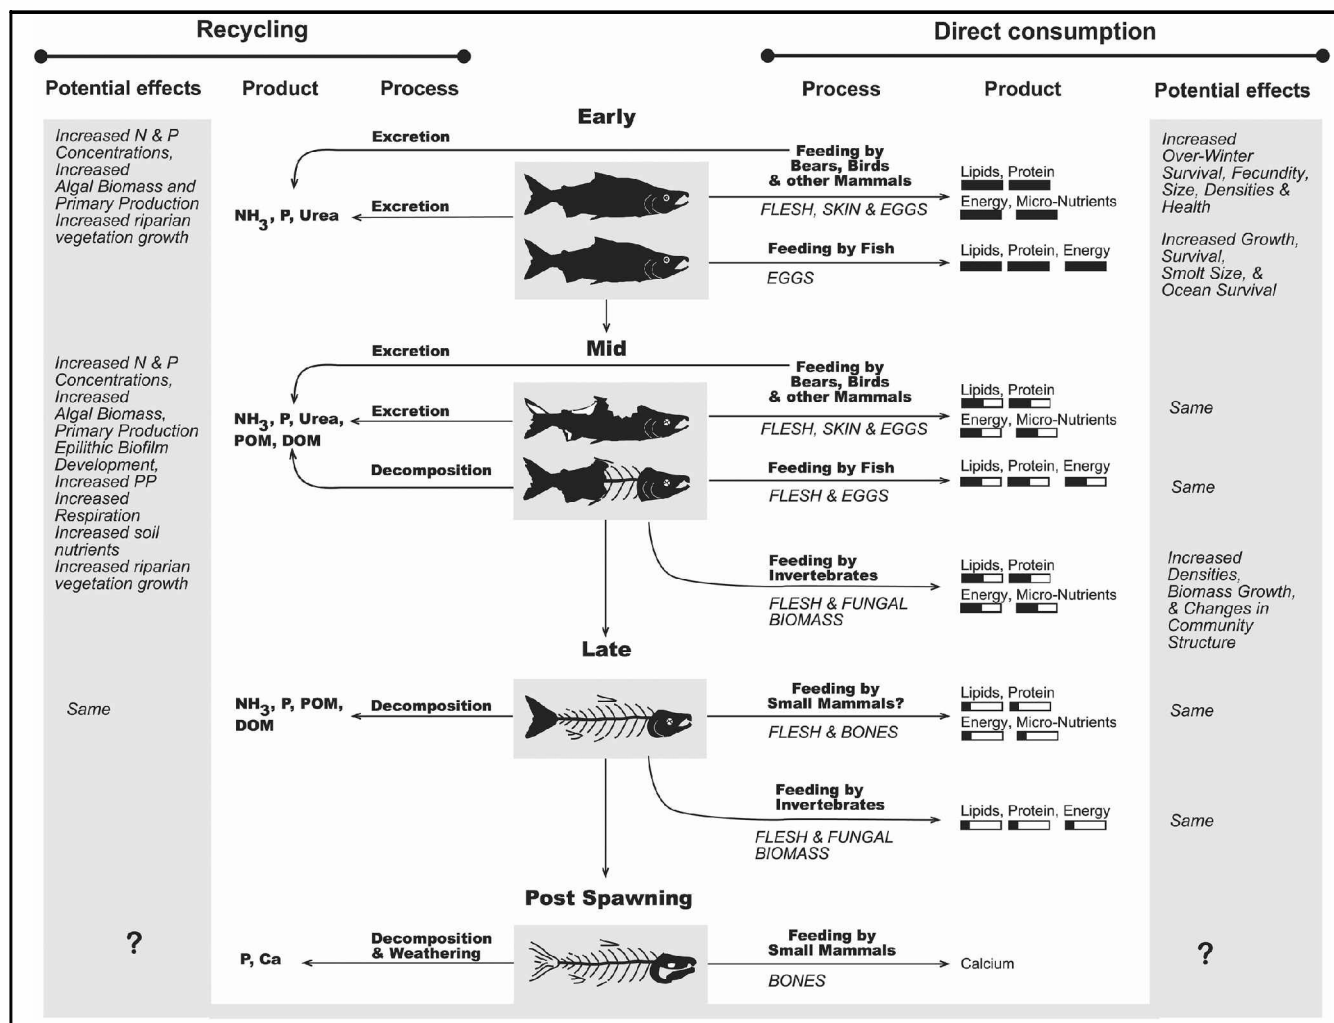 Recycling
Direct consumption
Potential effects
Product
Process
Process
Product
Potential effects
Early
Increased N & P
Concentrations,
Increased
Algal Biomass and
Primary Production
Increased riparian
vegetation growth
Excretion
NH3, P, Urea
Excretion
Feeding by
Bears, Birds
& other Mammals
FLESH, SKIN & EGGS
Lipids, Protein
Energy, Micro-Nutrients
Increased
Over-Winter
Survival, Fecundity,
Size, Densities &
Health
Feeding by Fish
EGGS
Lipids, Protein, Energy
Increased Growth,
Survival,
Smolt Size, &
Ocean Survival
Mid
Increased N & P
Concentrations,
Increased
Algal Biomass,
Primary Production
Epilithic Biofilm
Development,
Increased PP
Increased
Respiration
Increased soil
nutrients
Increased riparian
vegetation growth
Excretion
NH3, P, Urea,
POM, DOM
Excretion
Decomposition
Feeding by
Bears, Birds
& other Mammals
FLESH, SKIN & EGGS
Lipids, Protein
Energy, Micro-Nutrients
Same
Feeding by Fish
FLESH & EGGS
Lipids, Protein, Energy
Same
Feeding by
Invertebrates
FLESH & FUNGAL
BIOMASS
Lipids, Protein
Energy, Micro-Nutrients
Increased
Densities,
Biomass Growth,
& Changes in
Community
Structure
Late
Same
NH3, P, POM,
DOM
Decomposition
Feeding by
Small Mammals?
FLESH & BONES
Lipids, Protein
Energy, Micro-Nutrients
Same
Feeding by
Invertebrates
FLESH & FUNGAL
BIOMASS
Lipids, Protein, Energy
Same
Post Spawning
?
P, Ca
Decomposition
& Weathering
Feeding by
Small Mammals
BONES
Calcium
?